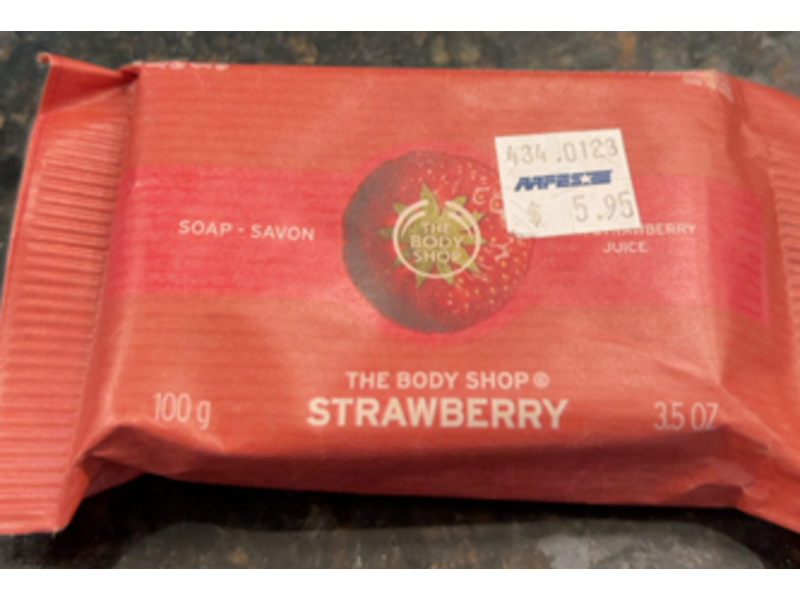 434.0123
AAFES
$ 5.95
SOAP - SAVON
THE
BODY
SHOP
STRAWBERRY
JUICE
THE BODY SHOP®
STRAWBERRY
100 g
3.5 OZ